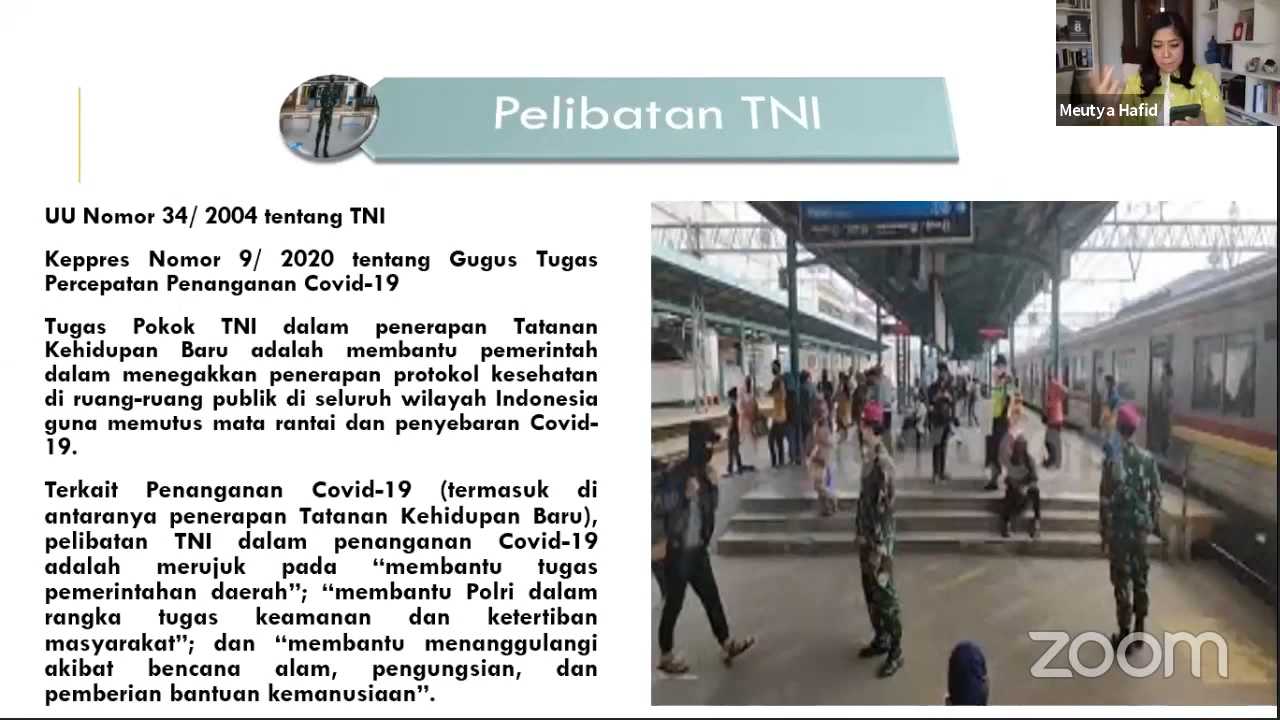 Pelibatan TNI
Meutya Hafid
UU Nomor 34/ 2004 tentang TNI
Keppres Nomor 9/ 2020 tentang Gugus Tugas
Percepatan Penanganan Covid-19
Tugas Pokok TNI dalam penerapan Tatanan
Kehidupan Baru adalah membantu pemerintah
dalam menegakkan penerapan protokol kesehatan
di ruang-ruang publik di seluruh wilayah Indonesia
guna memutus mata rantai dan penyebaran Covid-
19.
Terkait Penanganan Covid-19 (termasuk di
antaranya penerapan Tatanan Kehidupan Baru),
pelibatan TNI dalam penanganan Covid-19
adalah merujuk pada “membantu tugas
pemerintahan daerah”; “membantu Polri dalam
rangka tugas keamanan dan ketertiban
masyarakat”; dan “membantu menanggulangi
akibat bencana alam, pengungsian, dan
pemberian bantuan kemanusiaan”.
zoom